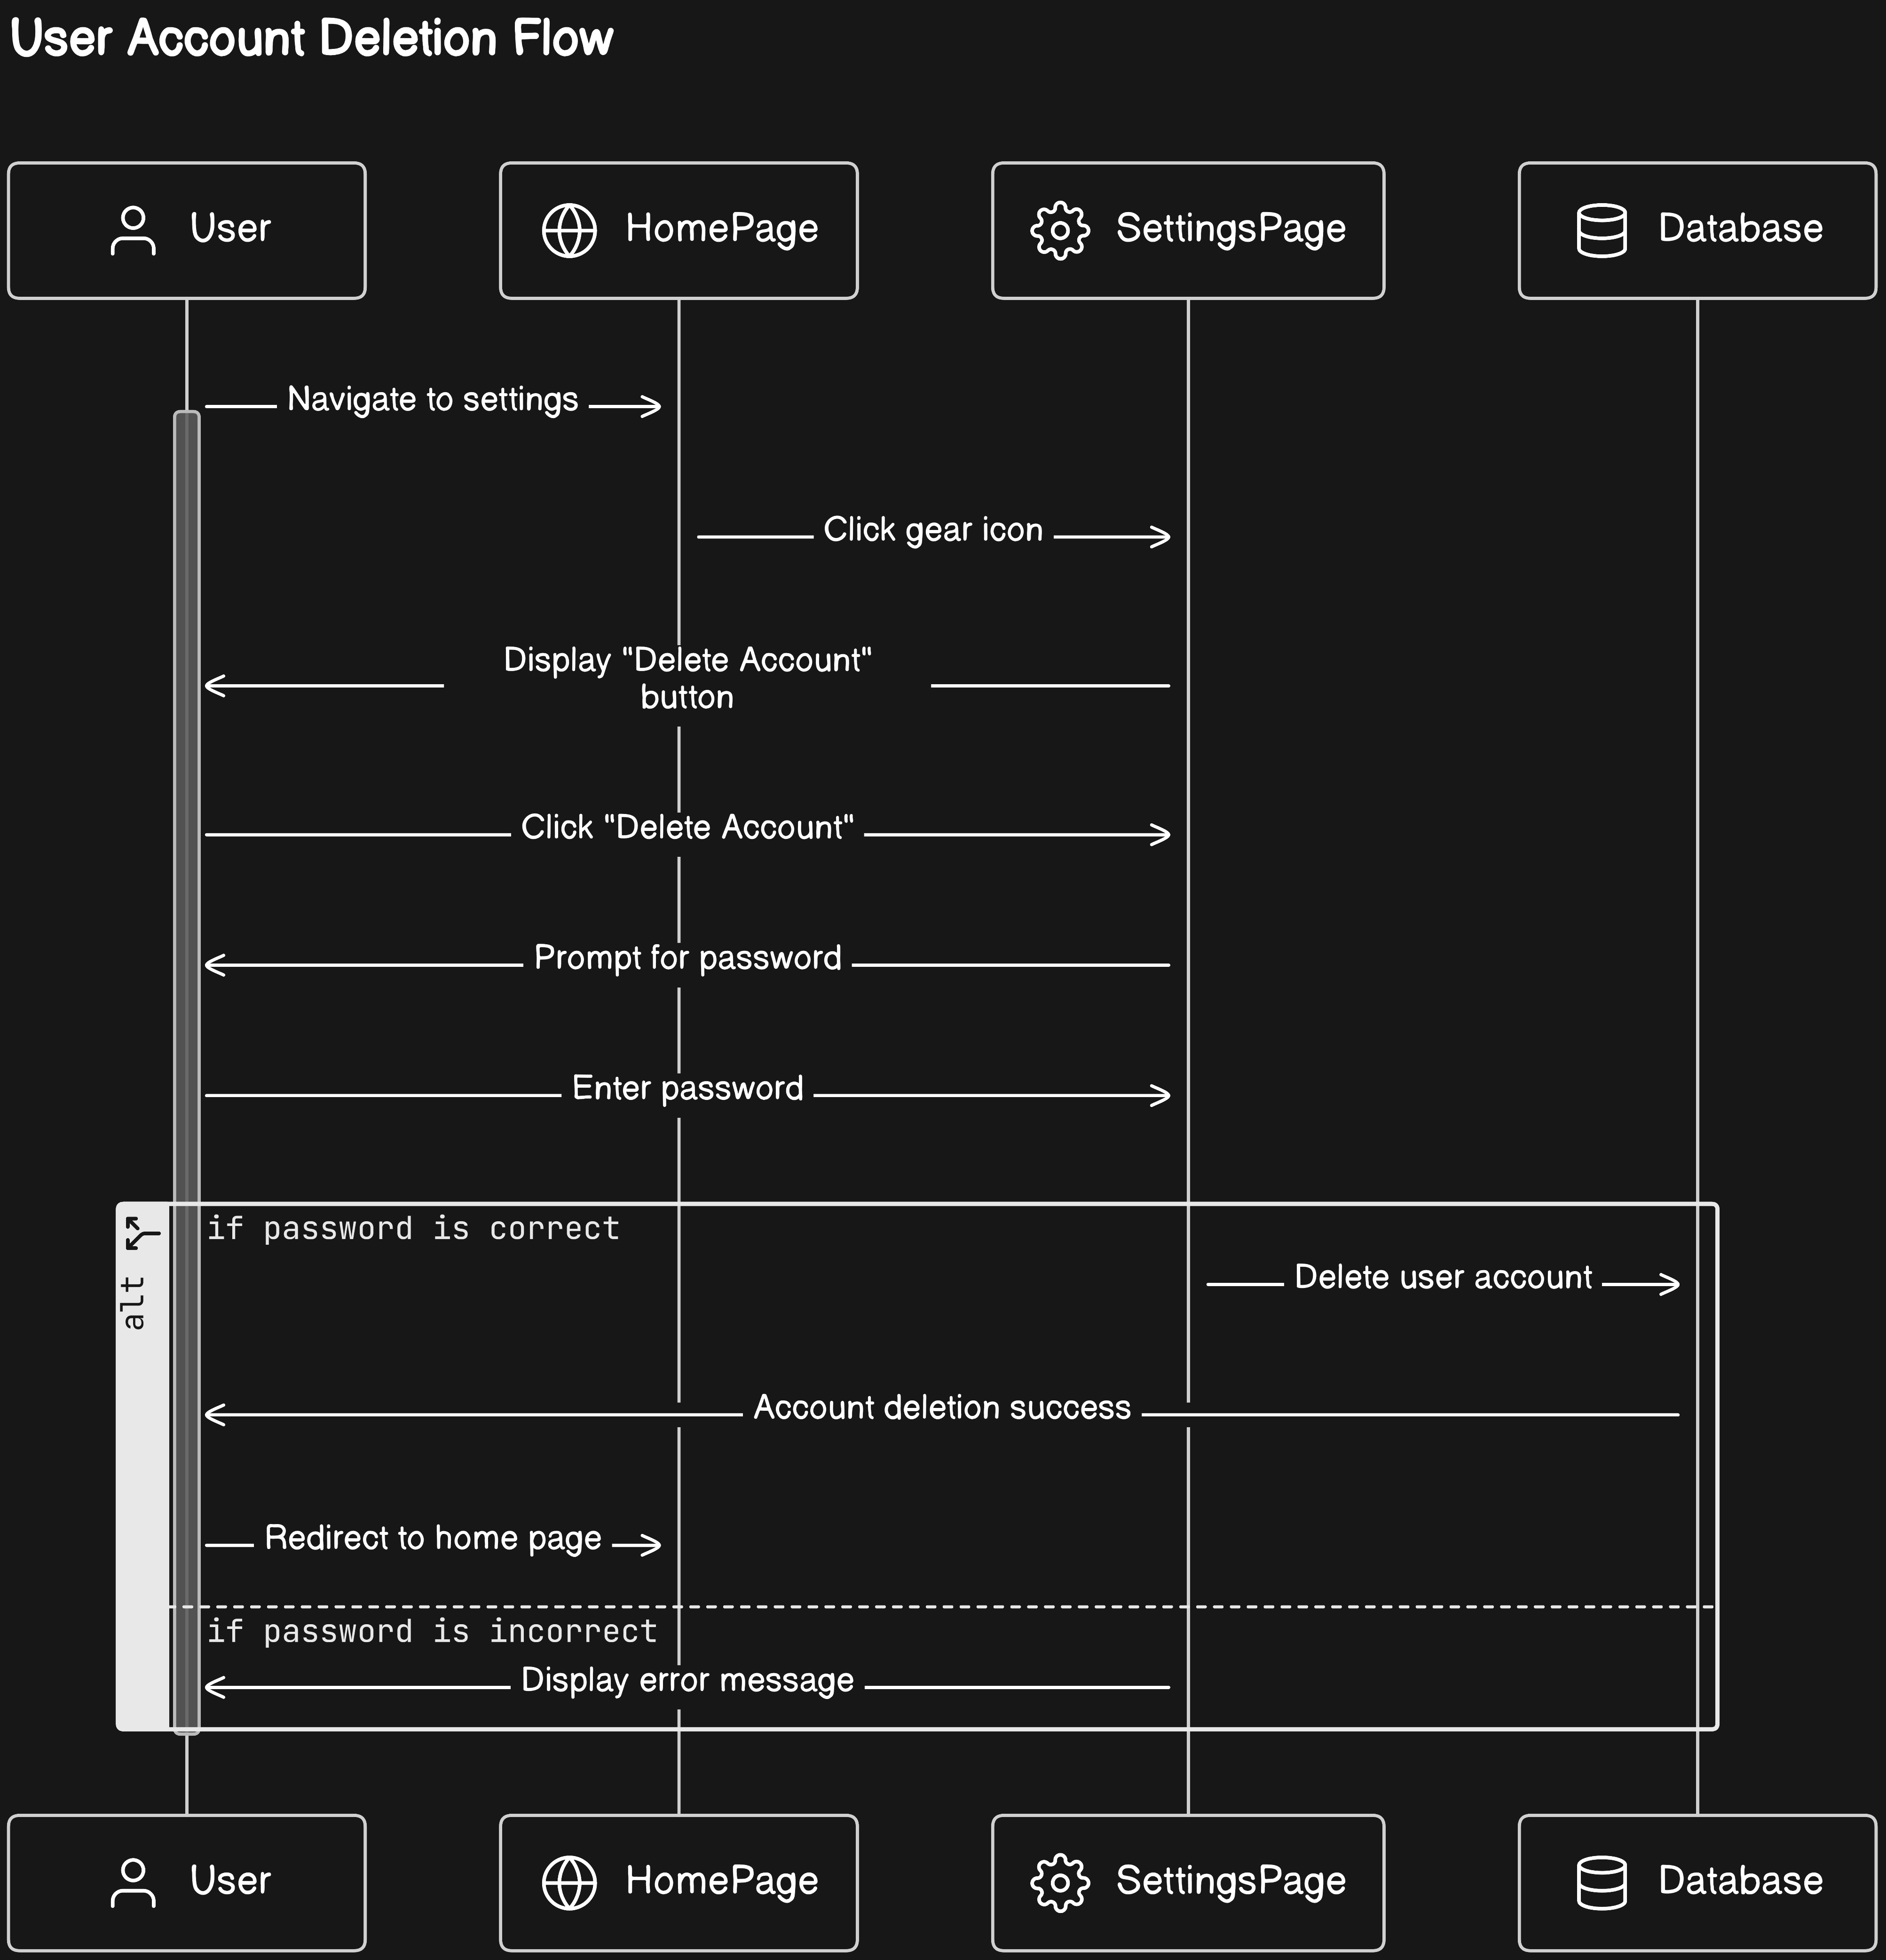 User Account Deletion Flow
User
HomePage
SettingsPage
Database
Navigate to settings
Click gear icon
Display "Delete Account"
button
Click "Delete Account"
Prompt for password
Enter password
alt
if password is correct
Delete user account
Account deletion success
Redirect to home page
if password is incorrect
Display error message
User
HomePage
SettingsPage
Database